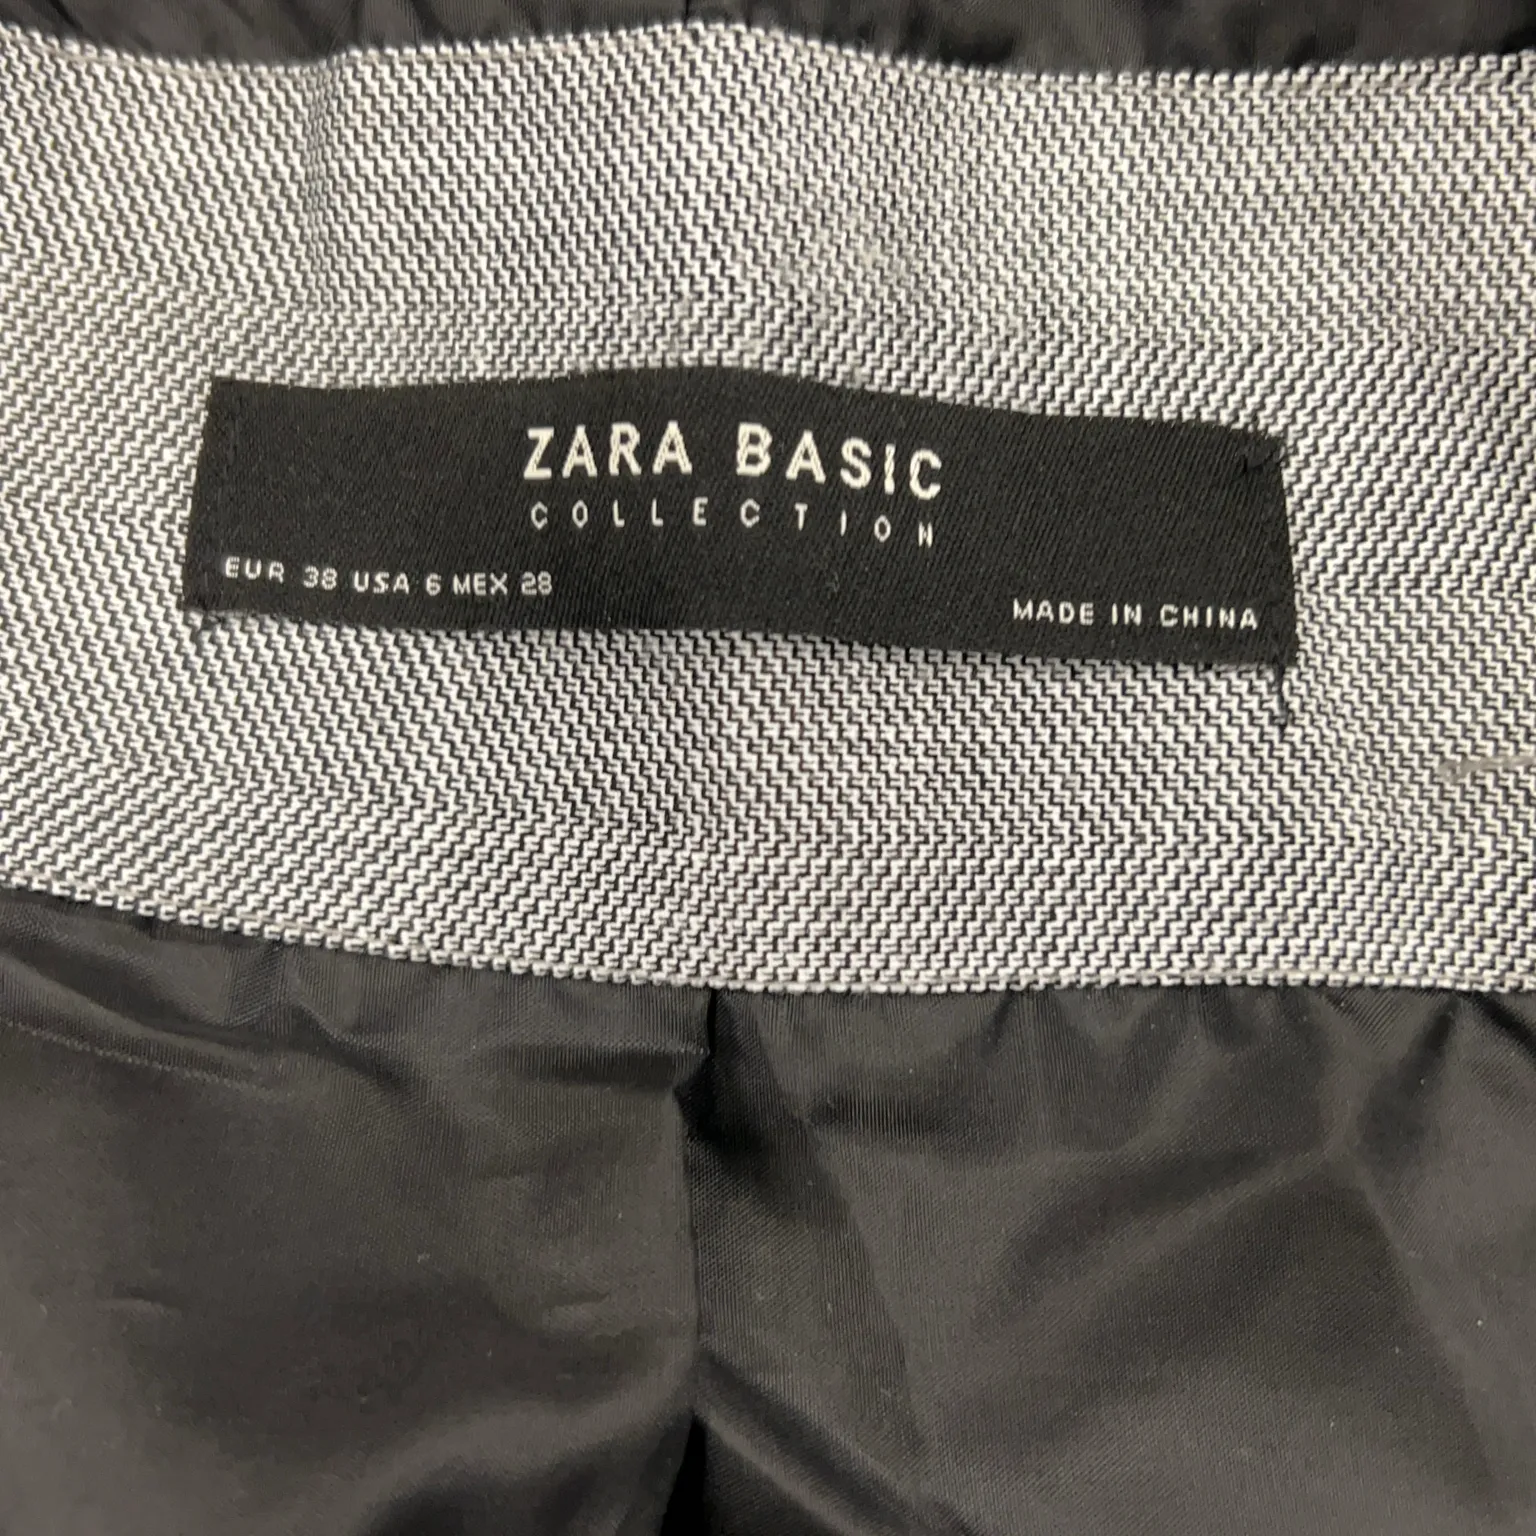 ZARA BASIC
COLLECTION
EUR 38 USA 6 MEX 28
MADE IN CHINA